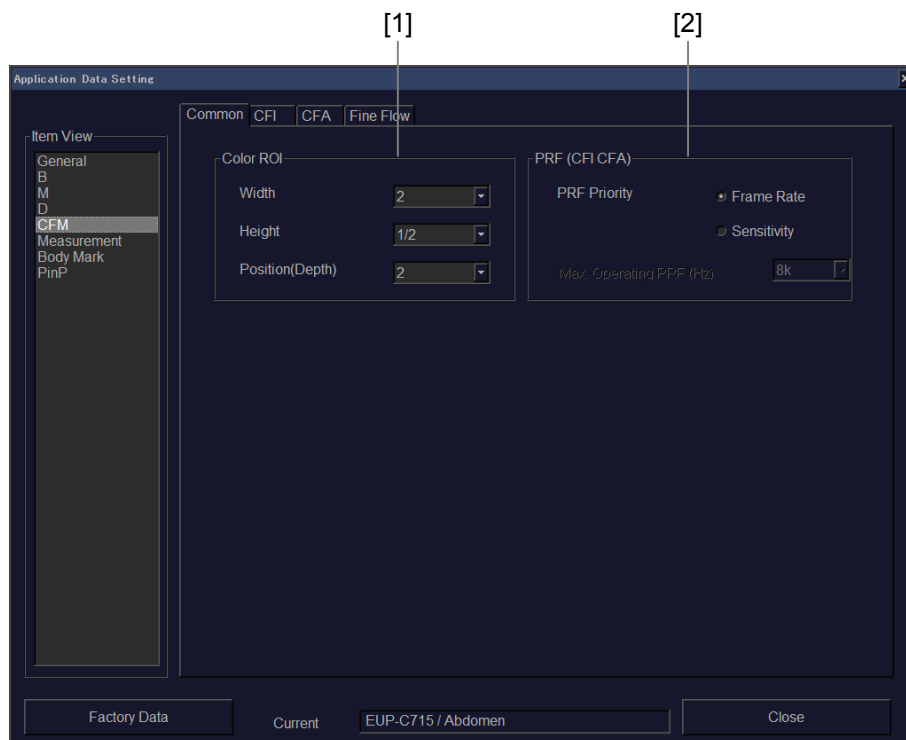 [1] [2]
Application Data Setting
Common CFI CFA Fine Flow
Item View
General
B
M
D
CFM
Measurement
Body Mark
PinP
Color ROI
Width 2
Height 1/2
Position(Depth) 2
PRF (CFI CFA)
PRF Priority Frame Rate
Sensitivity
Max. Operating PRF (Hz) 8k
Factory Data Current EUP-C715 / Abdomen Close